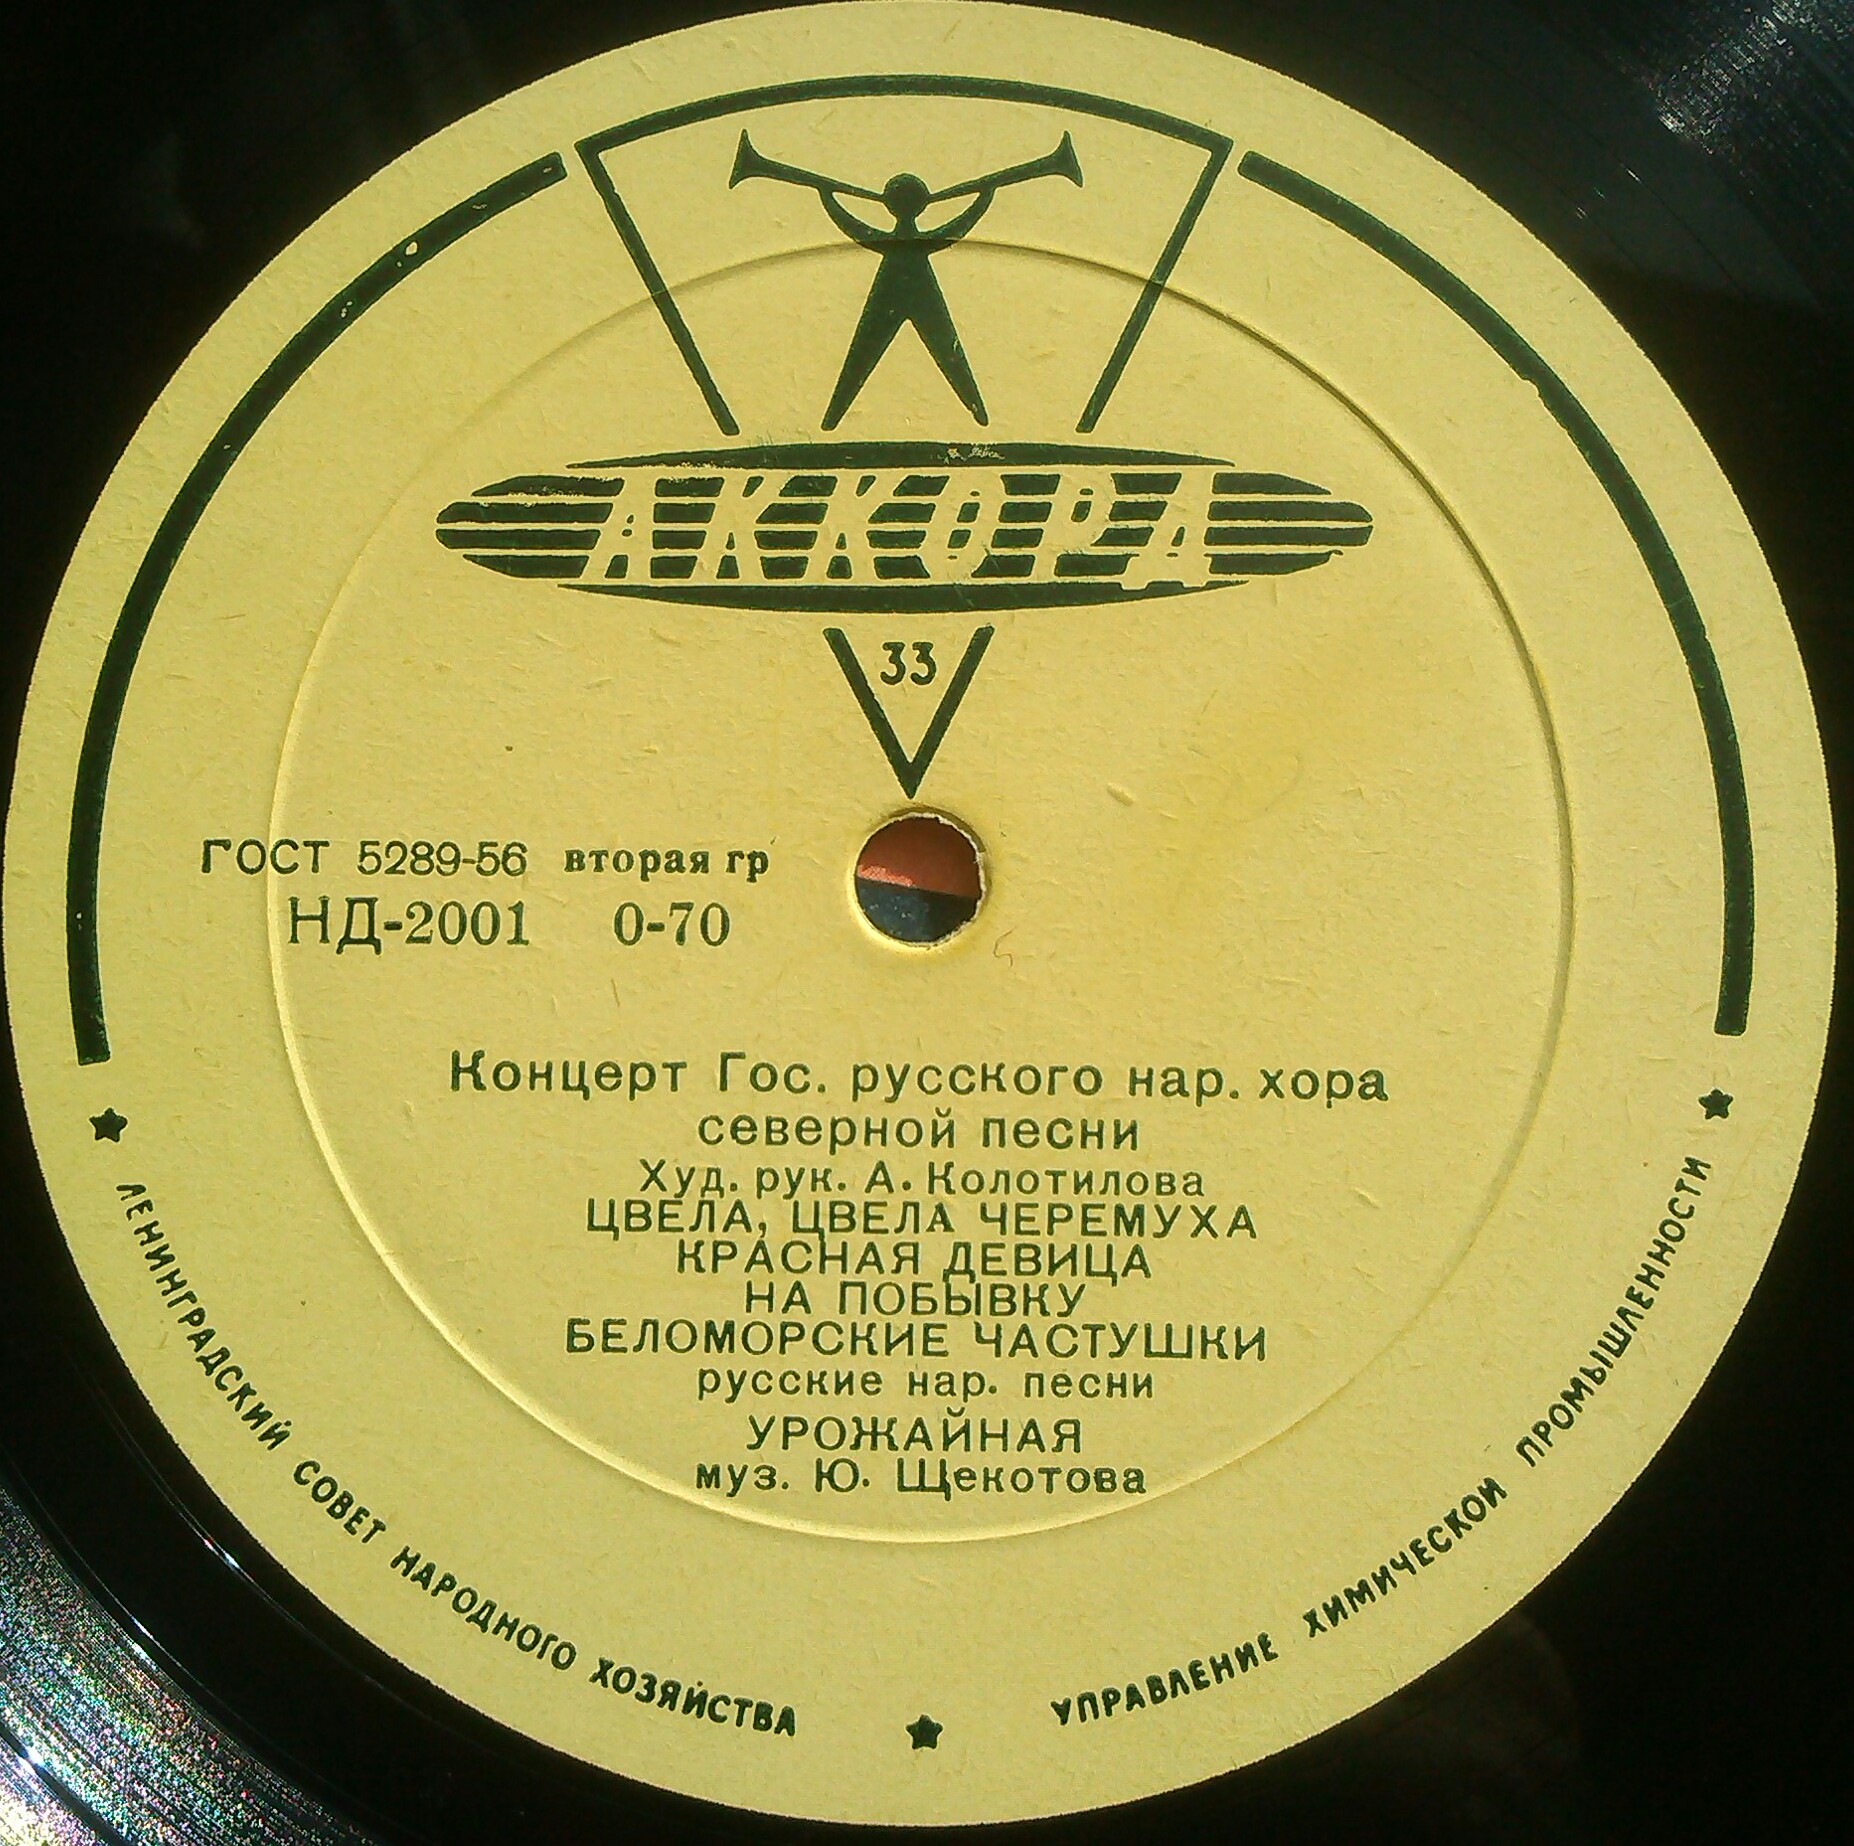 АККОРД
33
ГОСТ 5289-56 вторая гр
НД-2001 0-70
Концерт Гос. русского нар. хора
северной песни
Худ. рук. А. Колотилова
ЦВЕЛА, ЦВЕЛА ЧЕРЕМУХА
КРАСНАЯ ДЕВИЦА
НА ПОБЫВКУ
БЕЛОМОРСКИЕ ЧАСТУШКИ
русские нар. песни
УРОЖАЙНАЯ
муз. Ю. Щекотова
ЛЕНИНГРАДСКИЙ СОВЕТ НАРОДНОГО ХОЗЯЙСТВА
УПРАВЛЕНИЕ ХИМИЧЕСКОЙ ПРОМЫШЛЕННОСТИ